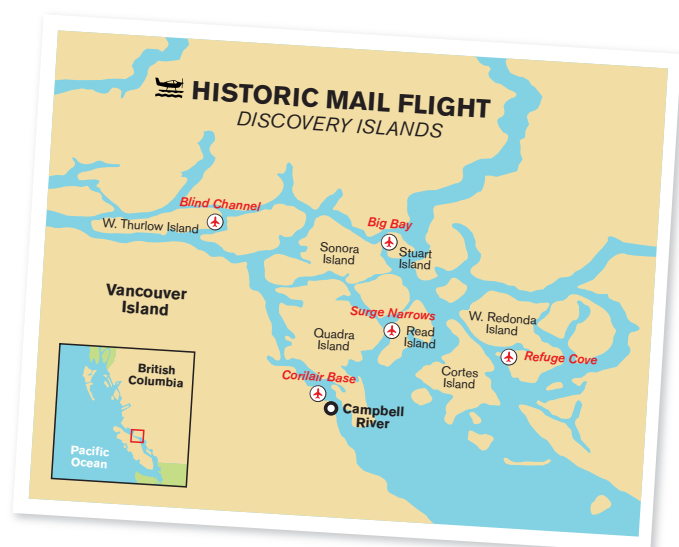 HISTORIC MAIL FLIGHT
DISCOVERY ISLANDS
Blind Channel
W. Thurlow Island
Big Bay
Sonora
Island
Stuart
Island
Vancouver
Island
Surge Narrows
Quadra
Island
Read
Island
W. Redonda
Island
Refuge Cove
Cortes
Island
Corilair Base
Campbell
River
British
Columbia
Pacific
Ocean